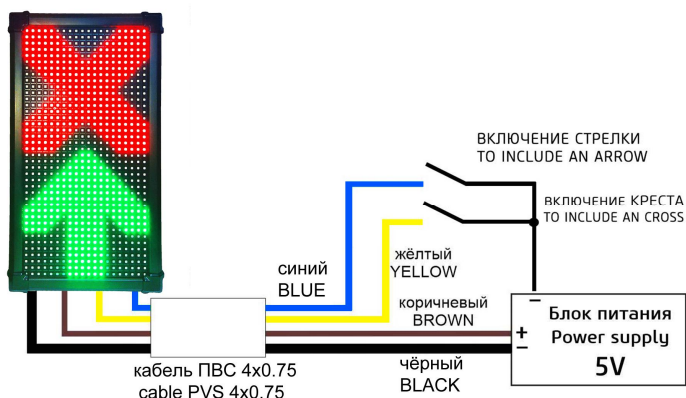 ВКЛЮЧЕНИЕ СТРЕЛКИ
TO INCLUDE AN ARROW
ВКЛЮЧЕНИЕ КРЕСТА
TO INCLUDE AN CROSS
синий
BLUE
жёлтый
YELLOW
коричневый
BROWN
чёрный
BLACK
кабель ПВС 4х0.75
cable PVS 4x0.75
–
+
–
Блок питания
Power supply
5V